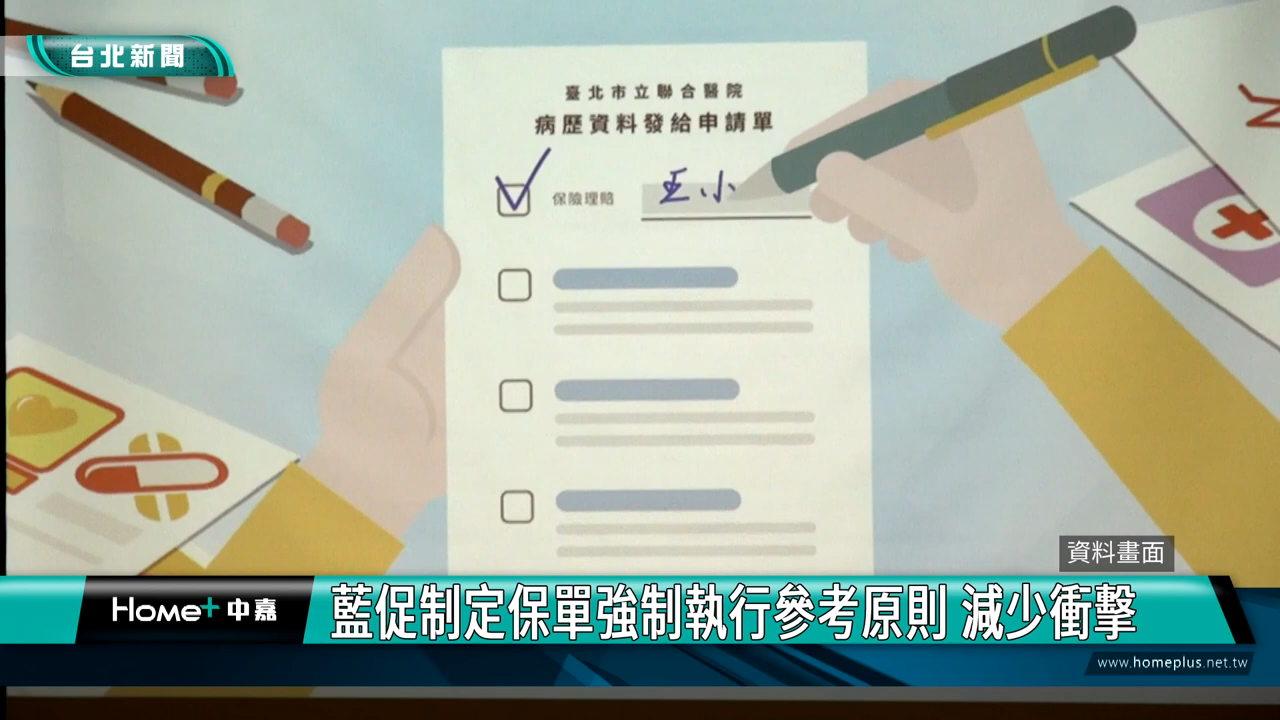 台北新聞
臺北市立聯合醫院
病歷資料發給申請單
保險理賠
王小
資料畫面
Home+中嘉
藍促制定保單強制執行參考原則 減少衝擊
www.homeplus.net.tw